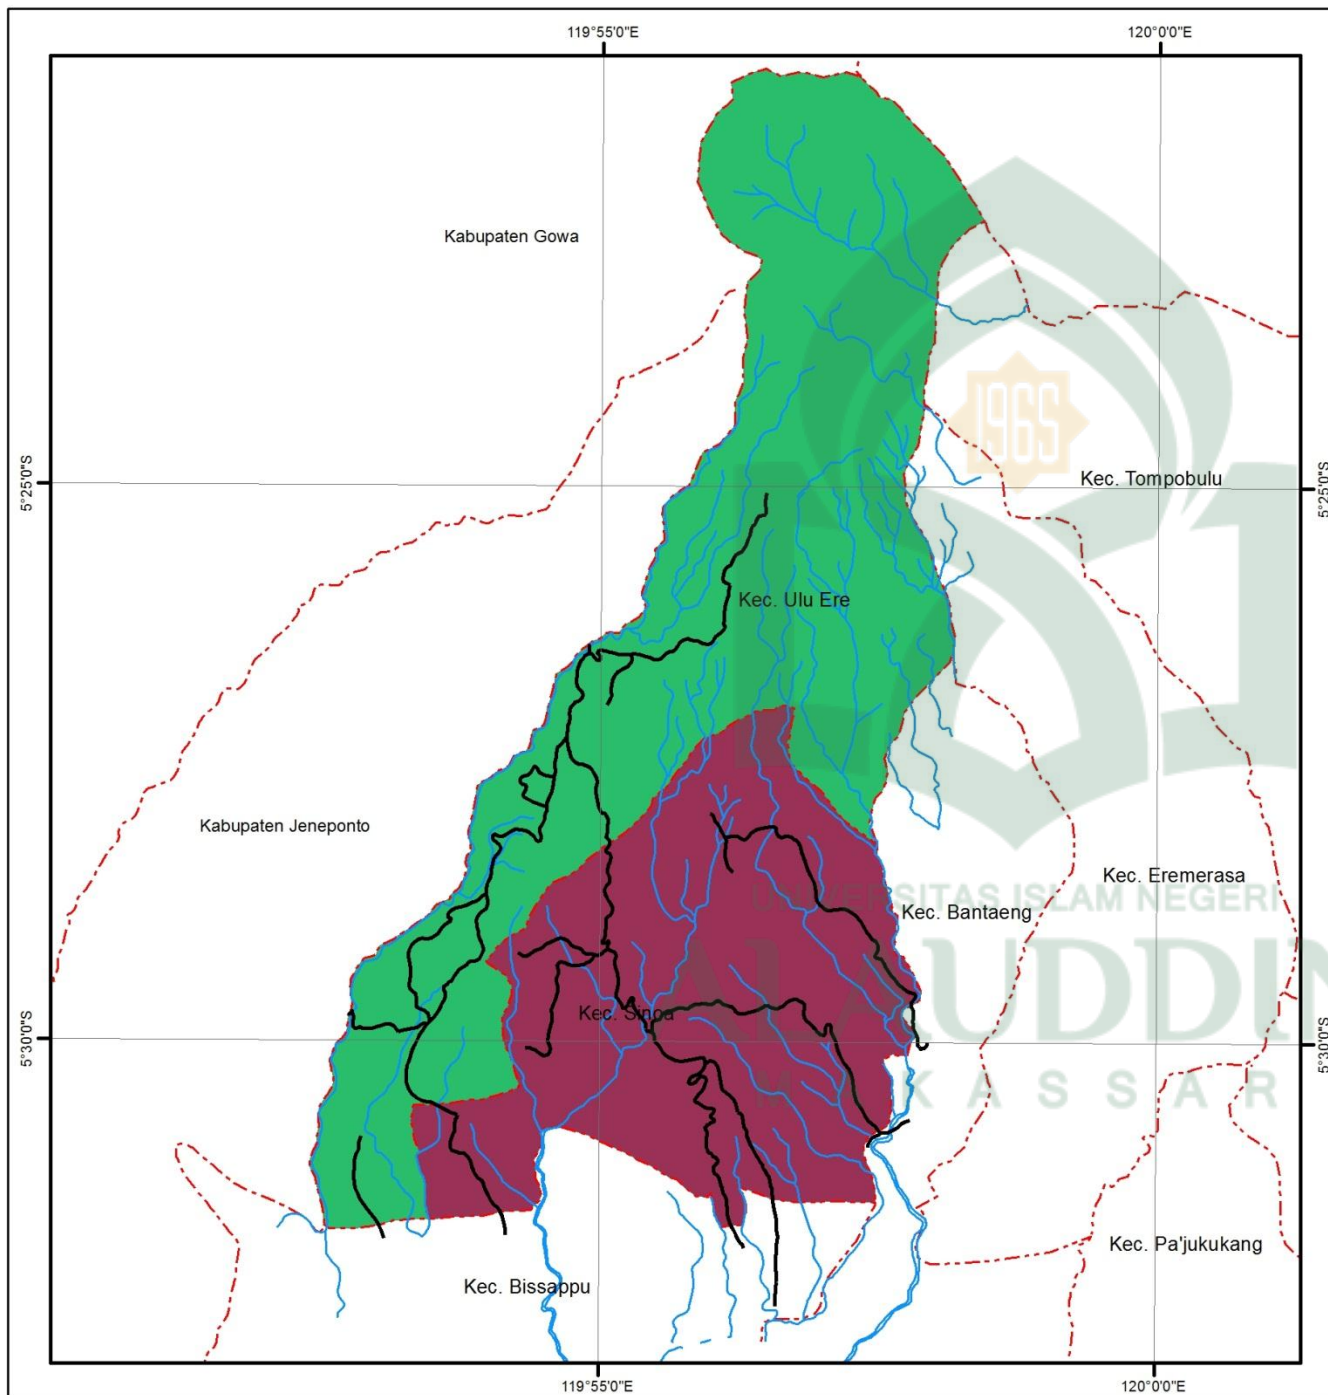 119°55'0"E
120°0'0"E
Kabupaten Gowa
1965
5°25'0"S
Kec. Tompobulu
5°25'0"S
Kec. Ulu Ere
Kabupaten Jeneponto
Kec. Eremerasa
UNIVERSITAS ISLAM NEGERI
Kec. Bantaeng
ALAUDDIN
Kec. Sinoa
5°30'0"S
5°30'0"S
MAKASSAR
Kec. Pa'jukukang
Kec. Bissappu
119°55'0"E
120°0'0"E